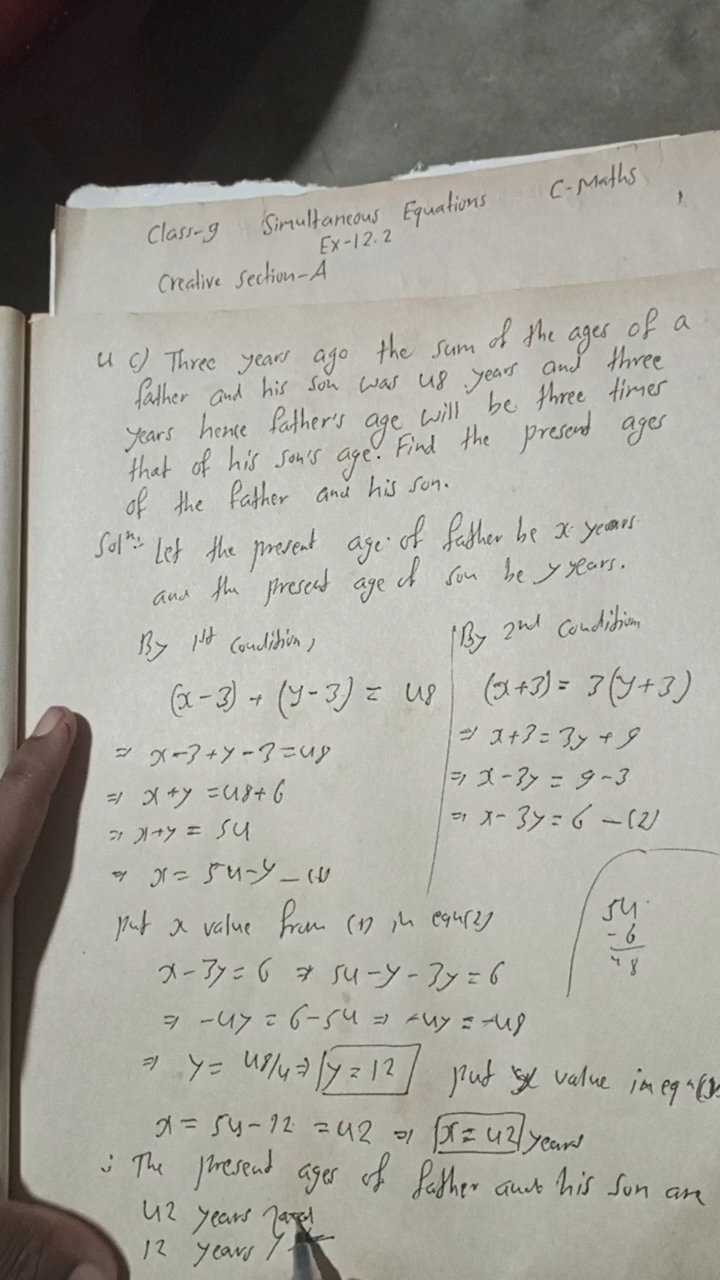 Class-9 Simultaneous Equations C-Maths
Ex-12.2
Creative Section-A
4 c) Three years ago the sum of the ages of a
father and his son was 48 years and three
years hence father's age will be three times
that of his son's age. Find the present ages
of the father and his son.
Solⁿ:- Let the present age of father be x years
and the present age of son be y years.
By 1st condition,
(x-3) + (y-3) = 48
⇒ x-3+y-3=48
⇒ x+y = 48+6
⇒ x+y = 54
⇒ x = 54-y — (1)
By 2nd condition
(x+3) = 3(y+3)
⇒ x+3 = 3y+9
⇒ x-3y = 9-3
⇒ x-3y = 6 — (2)
put x value from (1) in eqn(2)
x-3y = 6 ⇒ 54-y-3y = 6
⇒ -4y = 6-54 ⇒ -4y = -48
⇒ y = 48/4 ⇒ y = 12 put y value in eqn(1)
x = 54-12 = 42 ⇒ x = 42 years
∴ The present ages of father and his son are
42 years and
12 years
54
-6
48